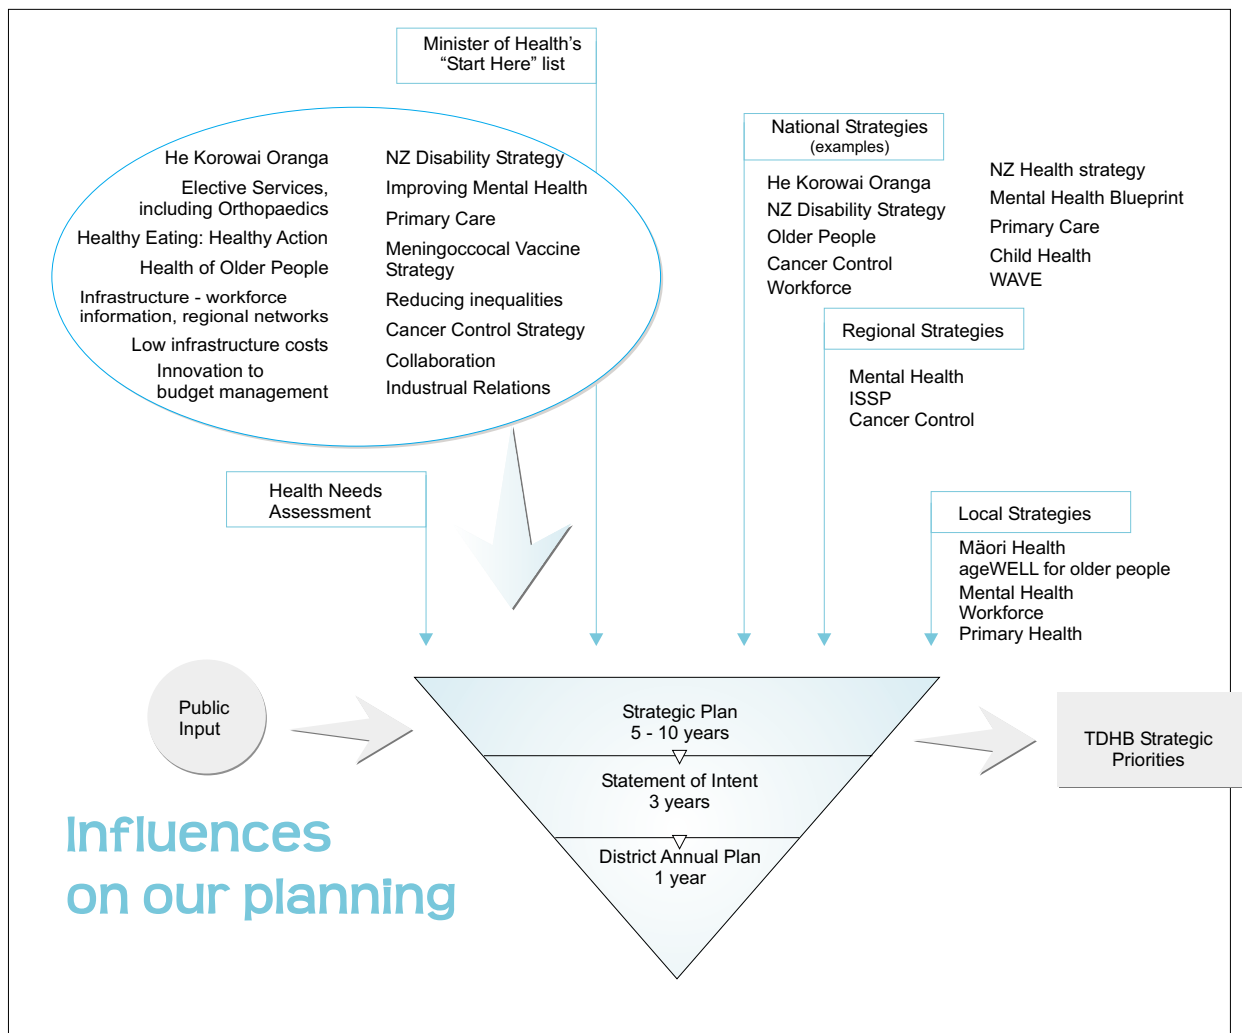 Minister of Health’s
“Start Here” list
He Korowai Oranga
Elective Services,
including Orthopaedics
Healthy Eating: Healthy Action
Health of Older People
Infrastructure - workforce
information, regional networks
Low infrastructure costs
Innovation to
budget management
NZ Disability Strategy
Improving Mental Health
Primary Care
Meningoccocal Vaccine
Strategy
Reducing inequalities
Cancer Control Strategy
Collaboration
Industrual Relations
National Strategies
(examples)
He Korowai Oranga
NZ Disability Strategy
Older People
Cancer Control
Workforce
NZ Health strategy
Mental Health Blueprint
Primary Care
Child Health
WAVE
Regional Strategies
Mental Health
ISSP
Cancer Control
Health Needs
Assessment
Local Strategies
Mäori Health
ageWELL for older people
Mental Health
Workforce
Primary Health
Public
Input
Strategic Plan
5 - 10 years
Statement of Intent
3 years
District Annual Plan
1 year
TDHB Strategic
Priorities
Influences
on our planning